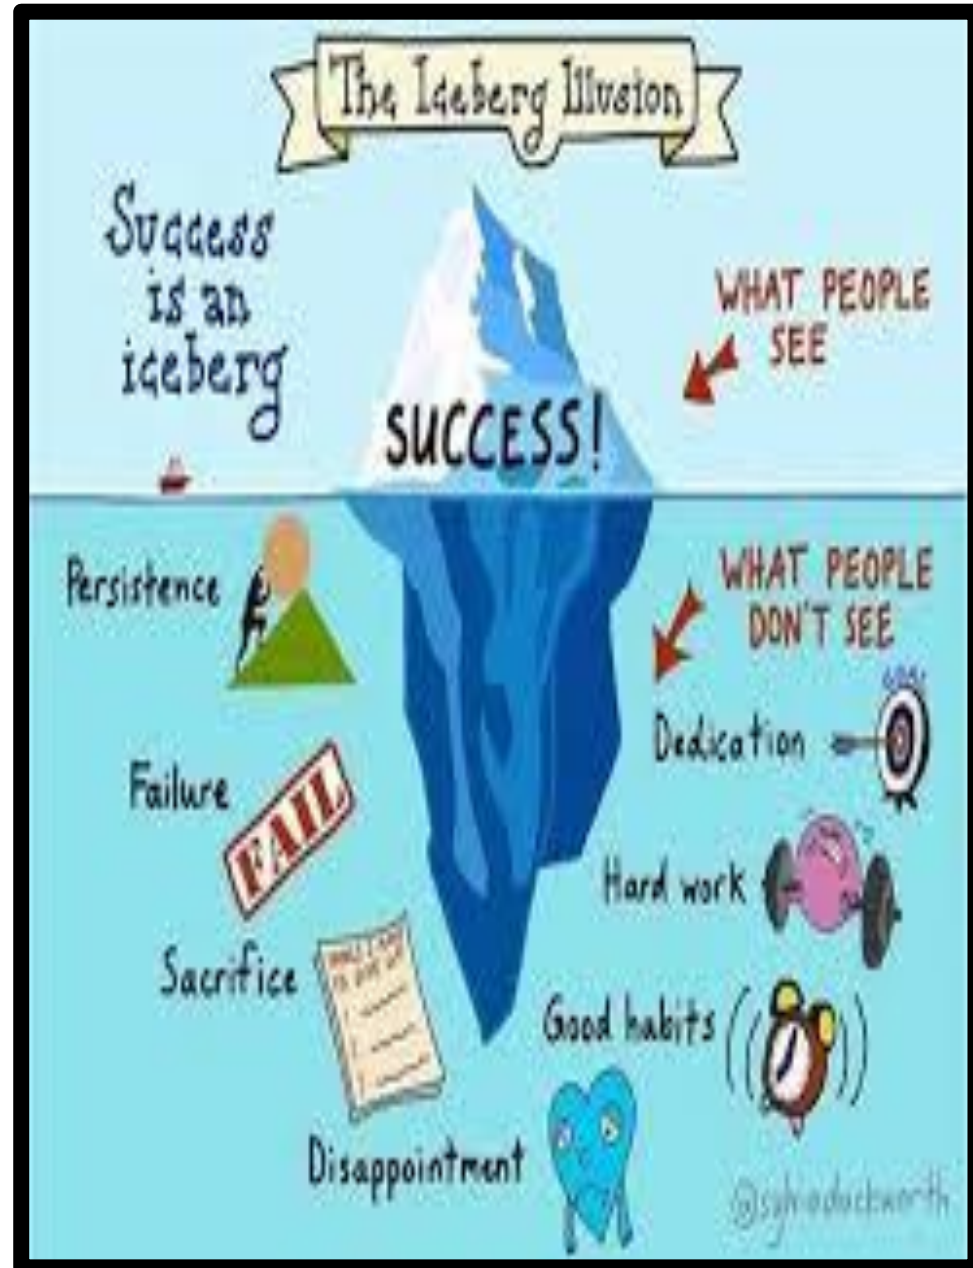 The Iceberg Illusion
Success
is an
iceberg
WHAT PEOPLE
SEE
SUCCESS!
Persistence
WHAT PEOPLE
DON'T SEE
GOAL
Dedication
Failure
FAIL
Hard work
Sacrifice
Good habits
Disappointment
@sylviaduckworth